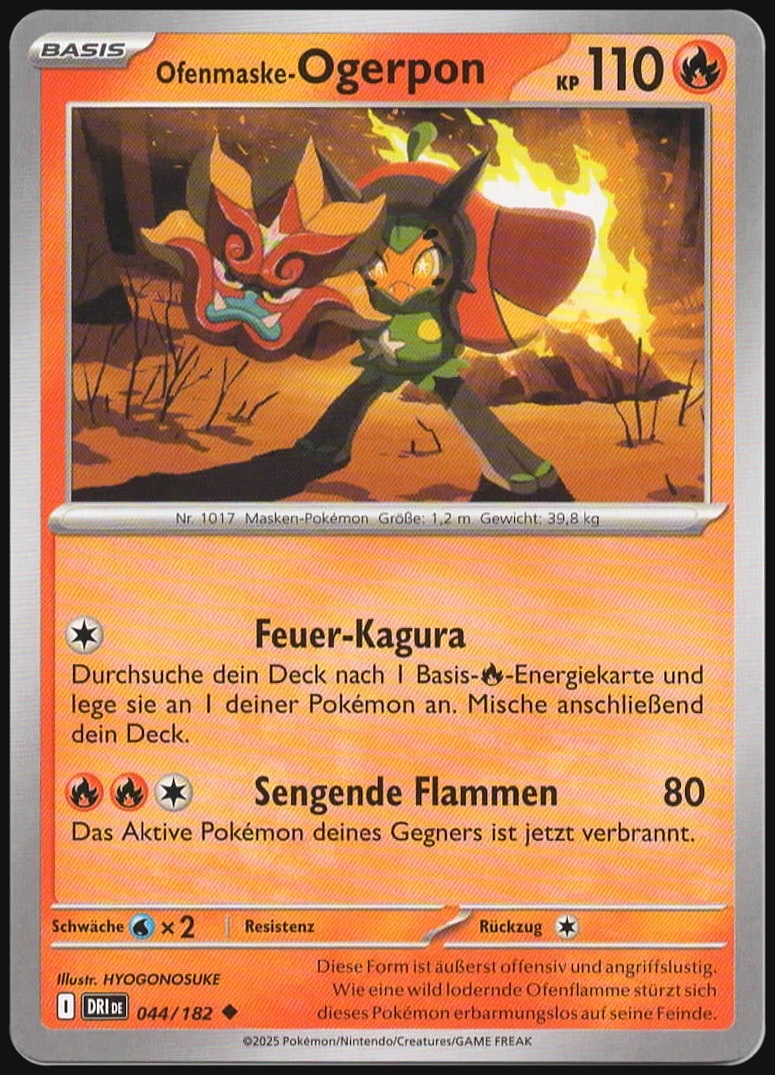 BASIS
Ofenmaske-Ogerpon KP 110
Nr. 1017 Masken-Pokémon Größe: 1,2 m Gewicht: 39,8 kg
Feuer-Kagura
Durchsuche dein Deck nach 1 Basis-🔥-Energiekarte und
lege sie an 1 deiner Pokémon an. Mische anschließend
dein Deck.
Sengende Flammen 80
Das Aktive Pokémon deines Gegners ist jetzt verbrannt.
Schwäche ×2 Resistenz Rückzug
Illustr. HYOGONOSUKE
Diese Form ist äußerst offensiv und angriffslustig.
Wie eine wild lodernde Ofenflamme stürzt sich
dieses Pokémon erbarmungslos auf seine Feinde.
I DRI DE 044/182
©2025 Pokémon/Nintendo/Creatures/GAME FREAK